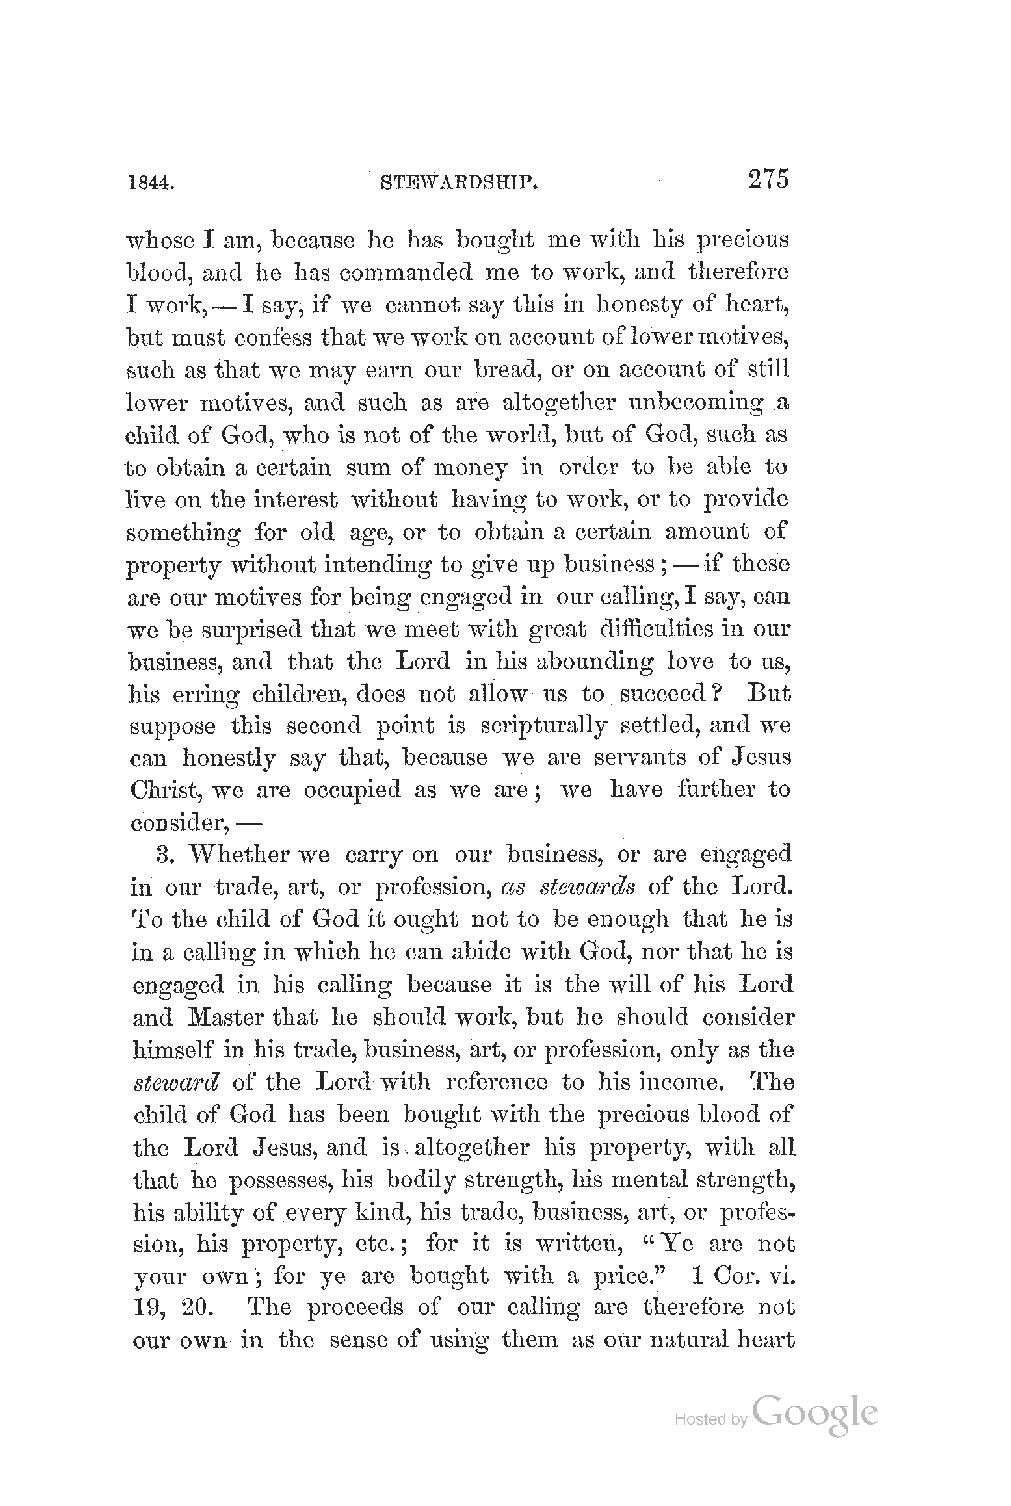 1844. STEWARDSHIP. 275
whose I am, because he has bought me with his precious
blood, and he has commanded me to work, and therefore
I work,—I say, if we cannot say this in honesty of heart,
but must confess that we work on account of lower motives,
such as that we may earn our bread, or on account of still
lower motives, and such as are altogether unbecoming a
child of God, who is not of the world, but of God, such as
to obtain a certain sum of money in order to be able to
live on the interest without having to work, or to provide
something for old age, or to obtain a certain amount of
property without intending to give up business;—if these
are our motives for being engaged in our calling, I say, can
we be surprised that we meet with great difficulties in our
business, and that the Lord in his abounding love to us,
his erring children, does not allow us to succeed? But
suppose this second point is scripturally settled, and we
can honestly say that, because we are servants of Jesus
Christ, we are occupied as we are; we have further to
consider,—
3. Whether we carry on our business, or are engaged
in our trade, art, or profession, as stewards of the Lord.
To the child of God it ought not to be enough that he is
in a calling in which he can abide with God, nor that he is
engaged in his calling because it is the will of his Lord
and Master that he should work, but he should consider
himself in his trade, business, art, or profession, only as the
steward of the Lord with reference to his income. The
child of God has been bought with the precious blood of
the Lord Jesus, and is altogether his property, with all
that he possesses, his bodily strength, his mental strength,
his ability of every kind, his trade, business, art, or profes-
sion, his property, etc.; for it is written, “Ye are not
your own; for ye are bought with a price.” 1 Cor. vi.
19, 20. The proceeds of our calling are therefore not
our own in the sense of using them as our natural heart
Hosted by Google